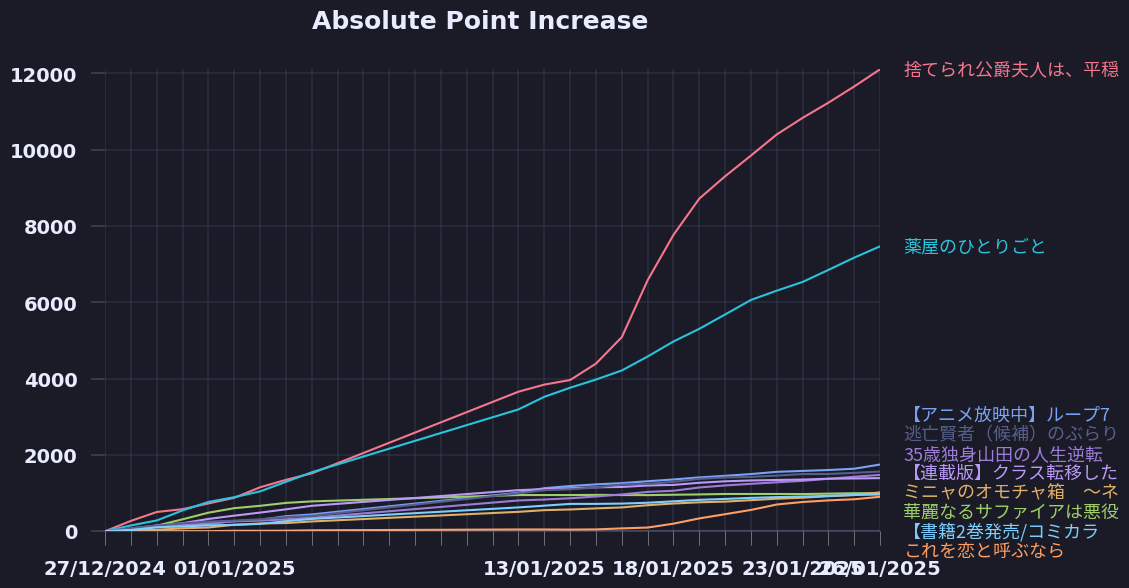 Absolute Point Increase
12000
10000
8000
6000
4000
2000
0
捨てられ公爵夫人は、平穏
薬屋のひとりごと
【アニメ放映中】ループ7
逃亡賢者（候補）のぶらり
35歳独身山田の人生逆転
【連載版】クラス転移した
ミニャのオモチャ箱　～ネ
華麗なるサファイアは悪役
【書籍2巻発売/コミカラ
これを恋と呼ぶなら
27/12/2024 01/01/2025 13/01/2025 18/01/2025 23/01/2025 26/01/2025